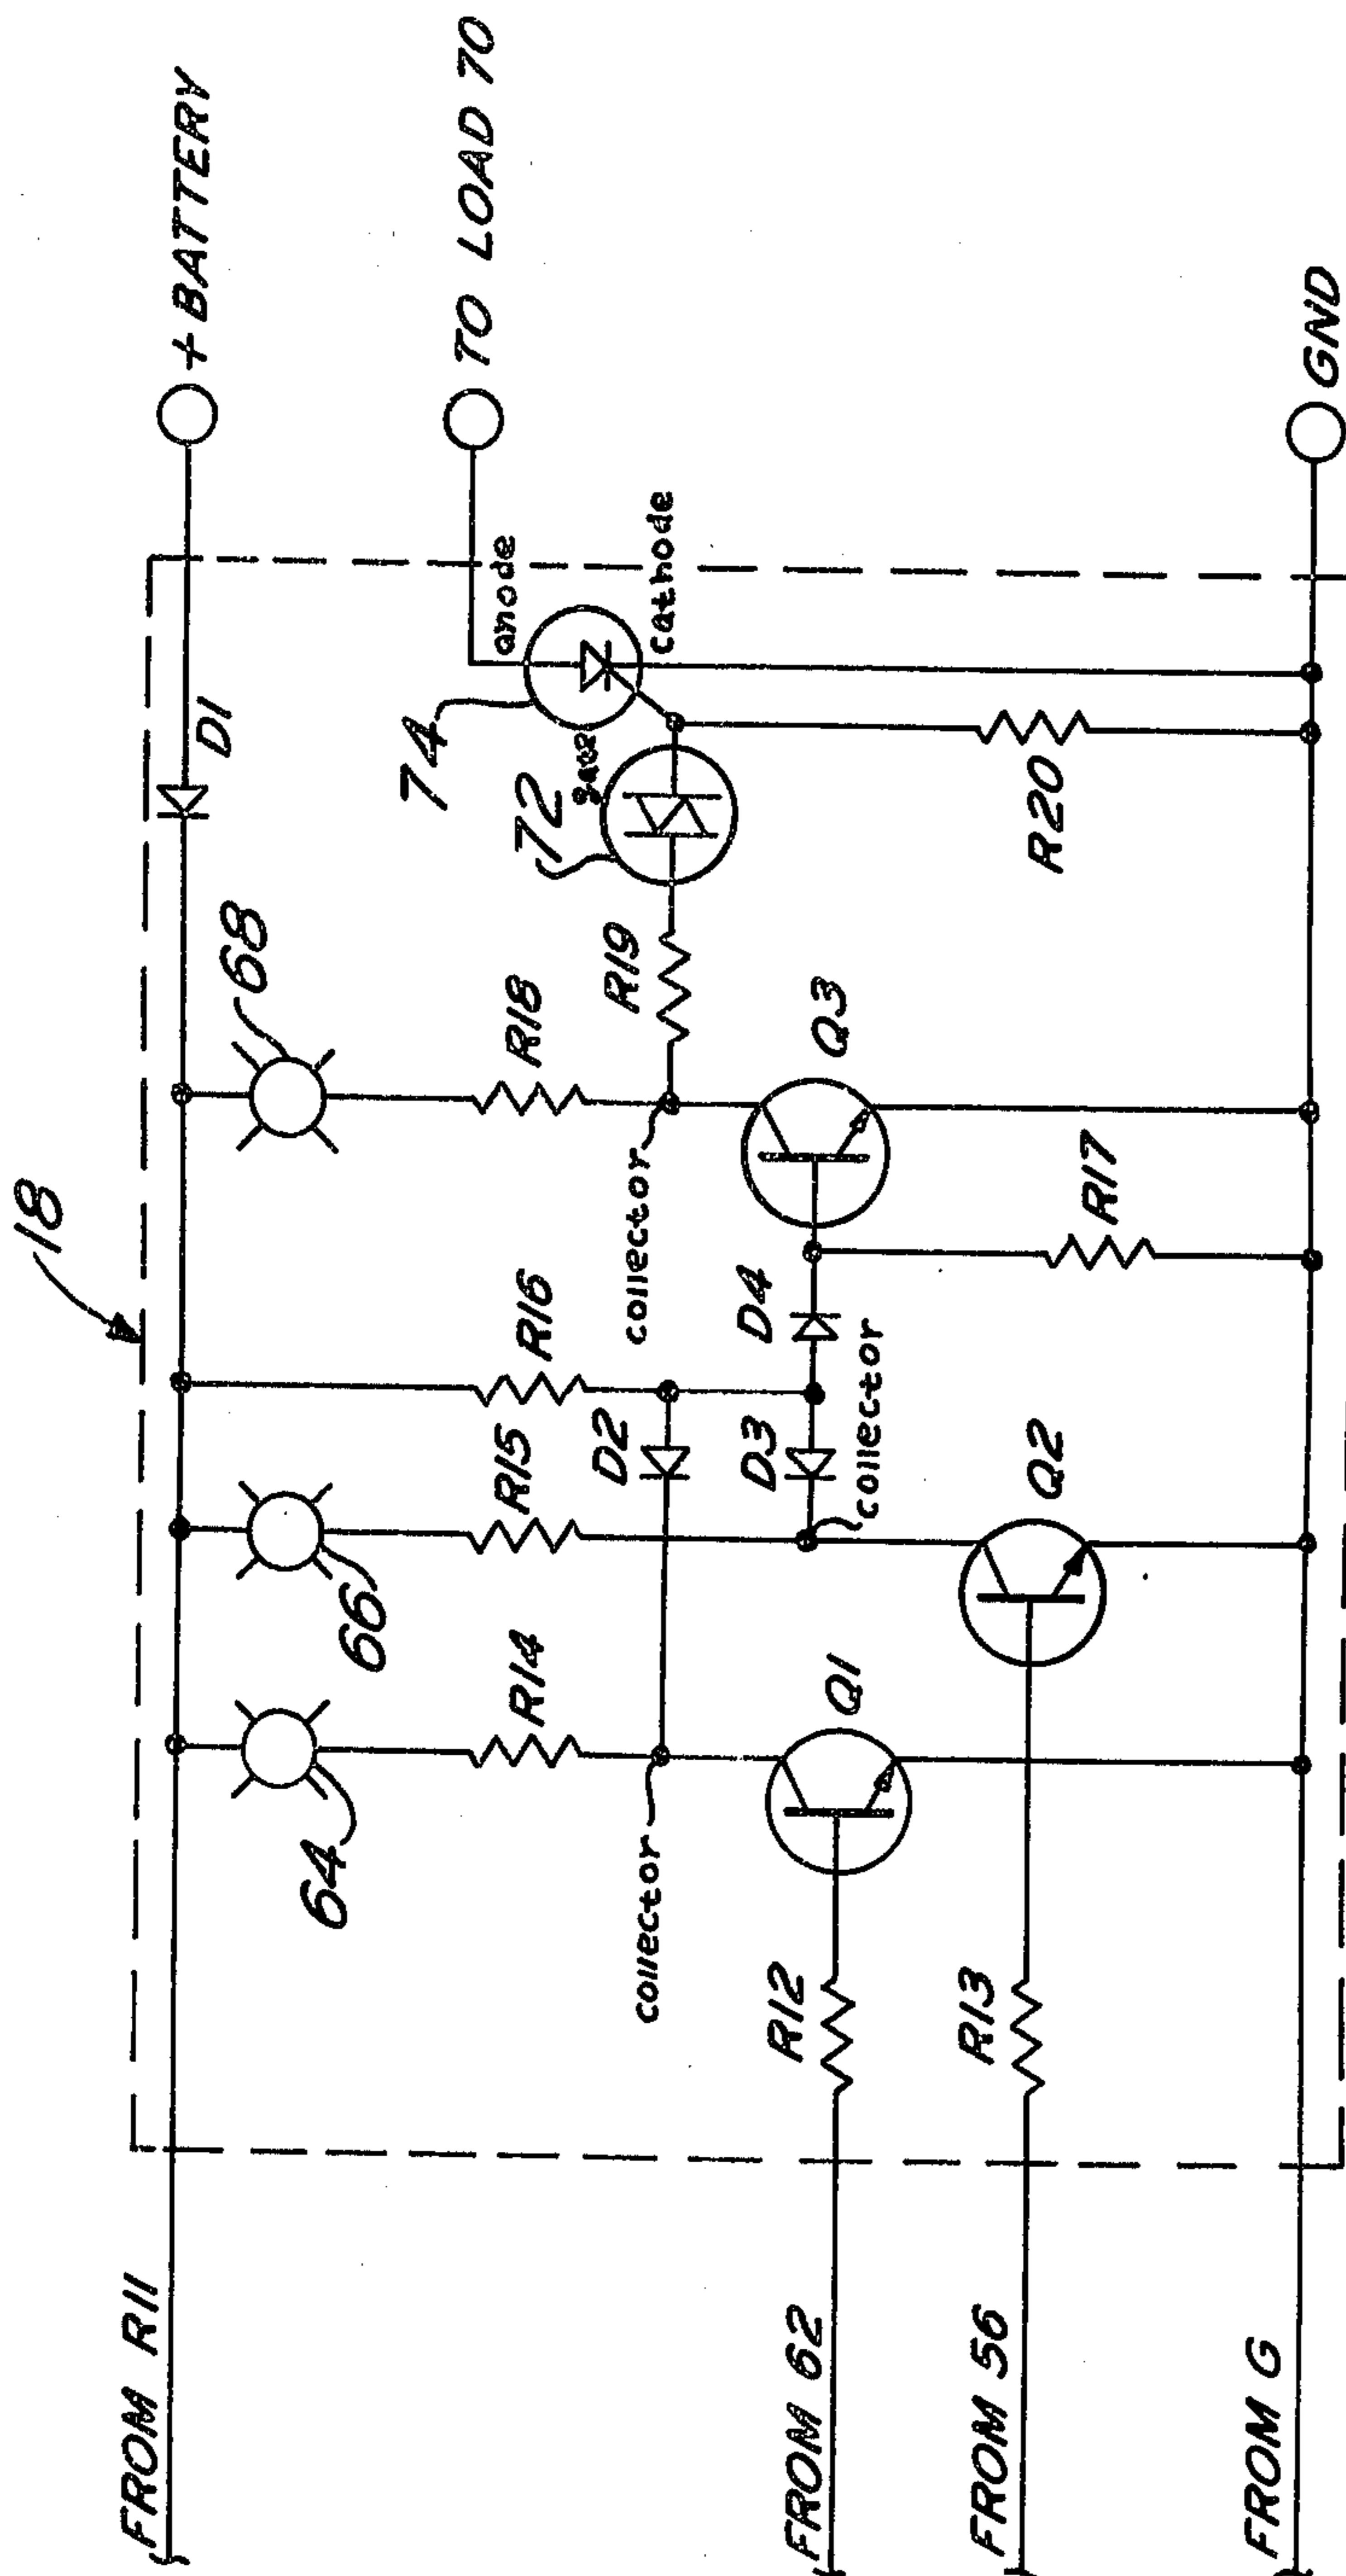 18
+ BATTERY
D1
TO LOAD 70
anode
74
cathode
gate
72
68
66
64
R14
R15
R16
R18
R19
D2
collector
collector
D3
D4
collector
Q1
Q2
Q3
R12
R13
R17
R20
FROM R11
FROM 62
FROM 56
FROM G
GND